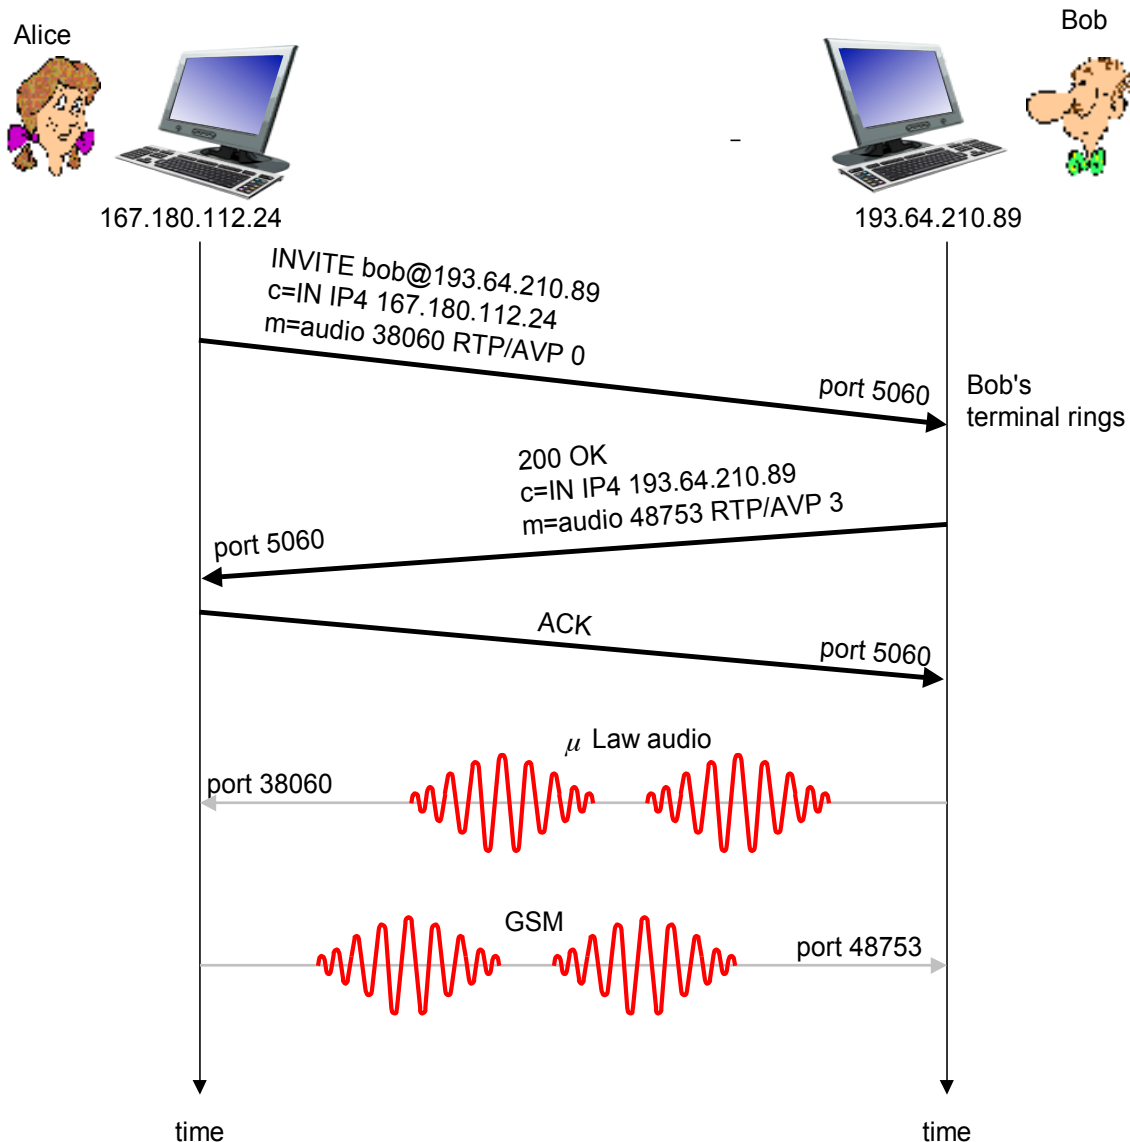 Alice
Bob
167.180.112.24
193.64.210.89
INVITE bob@193.64.210.89
c=IN IP4 167.180.112.24
m=audio 38060 RTP/AVP 0
port 5060
Bob's
terminal rings
200 OK
c=IN IP4 193.64.210.89
m=audio 48753 RTP/AVP 3
port 5060
ACK
port 5060
μ Law audio
port 38060
GSM
port 48753
time
time